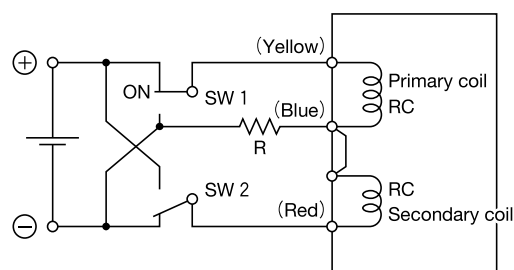 (Yellow)
+
ON
SW 1
Primary coil
RC
(Blue)
R
SW 2
RC
(Red)
Secondary coil
−